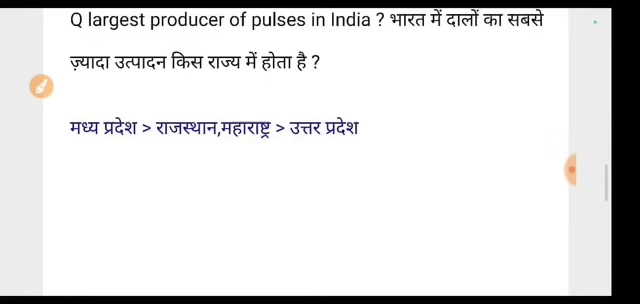 Q largest producer of pulses in India ? भारत में दालों का सबसे
ज़्यादा उत्पादन किस राज्य में होता है ?
मध्य प्रदेश > राजस्थान,महाराष्ट्र > उत्तर प्रदेश